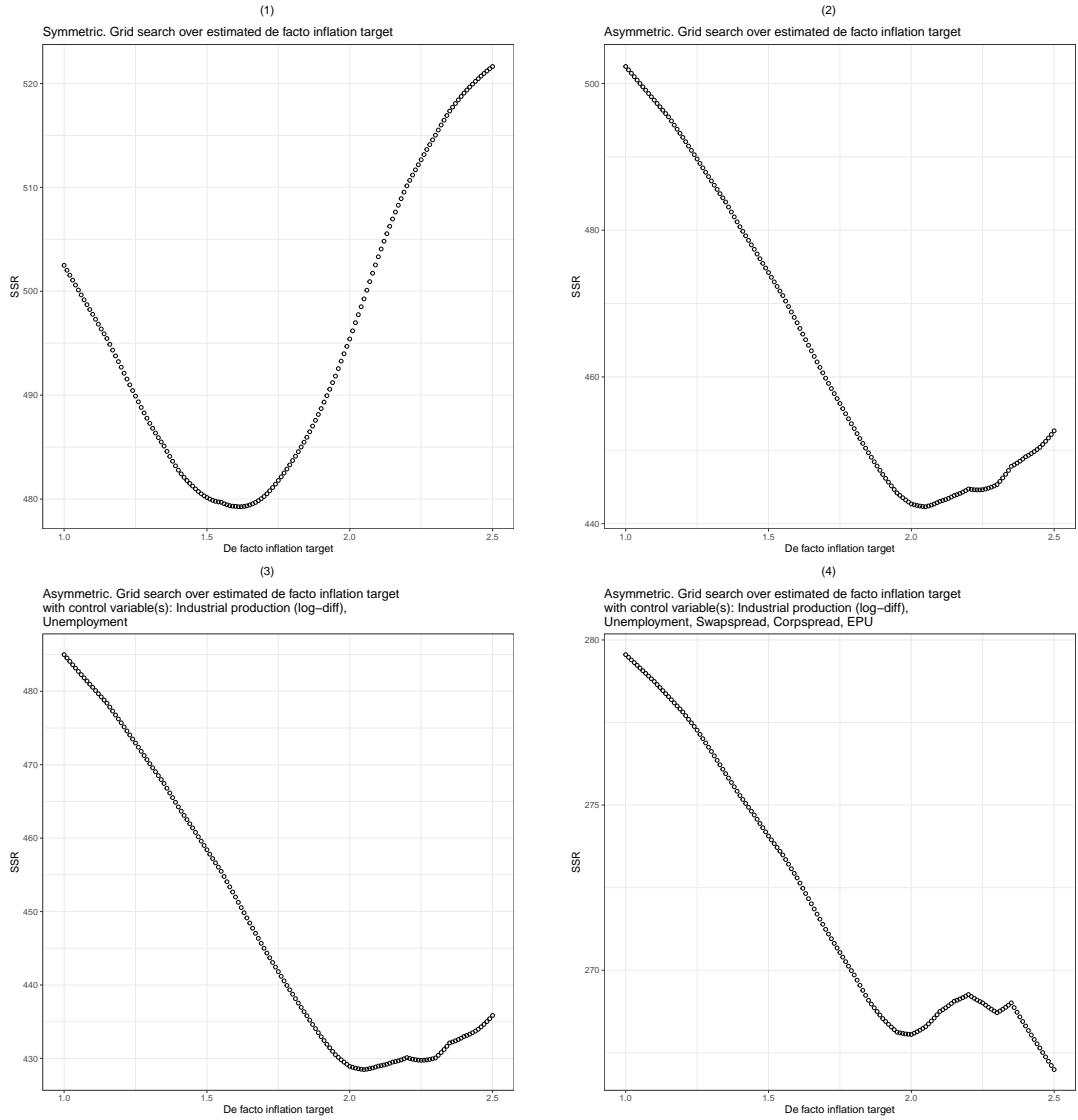 (1)
Symmetric. Grid search over estimated de facto inflation target
520
510
500
490
480
SSR
1.0 1.5 2.0 2.5
De facto inflation target
(2)
Asymmetric. Grid search over estimated de facto inflation target
500
480
460
440
SSR
1.0 1.5 2.0 2.5
De facto inflation target
(3)
Asymmetric. Grid search over estimated de facto inflation target
with control variable(s): Industrial production (log−diff),
Unemployment
480
470
460
450
440
430
SSR
1.0 1.5 2.0 2.5
De facto inflation target
(4)
Asymmetric. Grid search over estimated de facto inflation target
with control variable(s): Industrial production (log−diff),
Unemployment, Swapspread, Corpspread, EPU
280
275
270
SSR
1.0 1.5 2.0 2.5
De facto inflation target